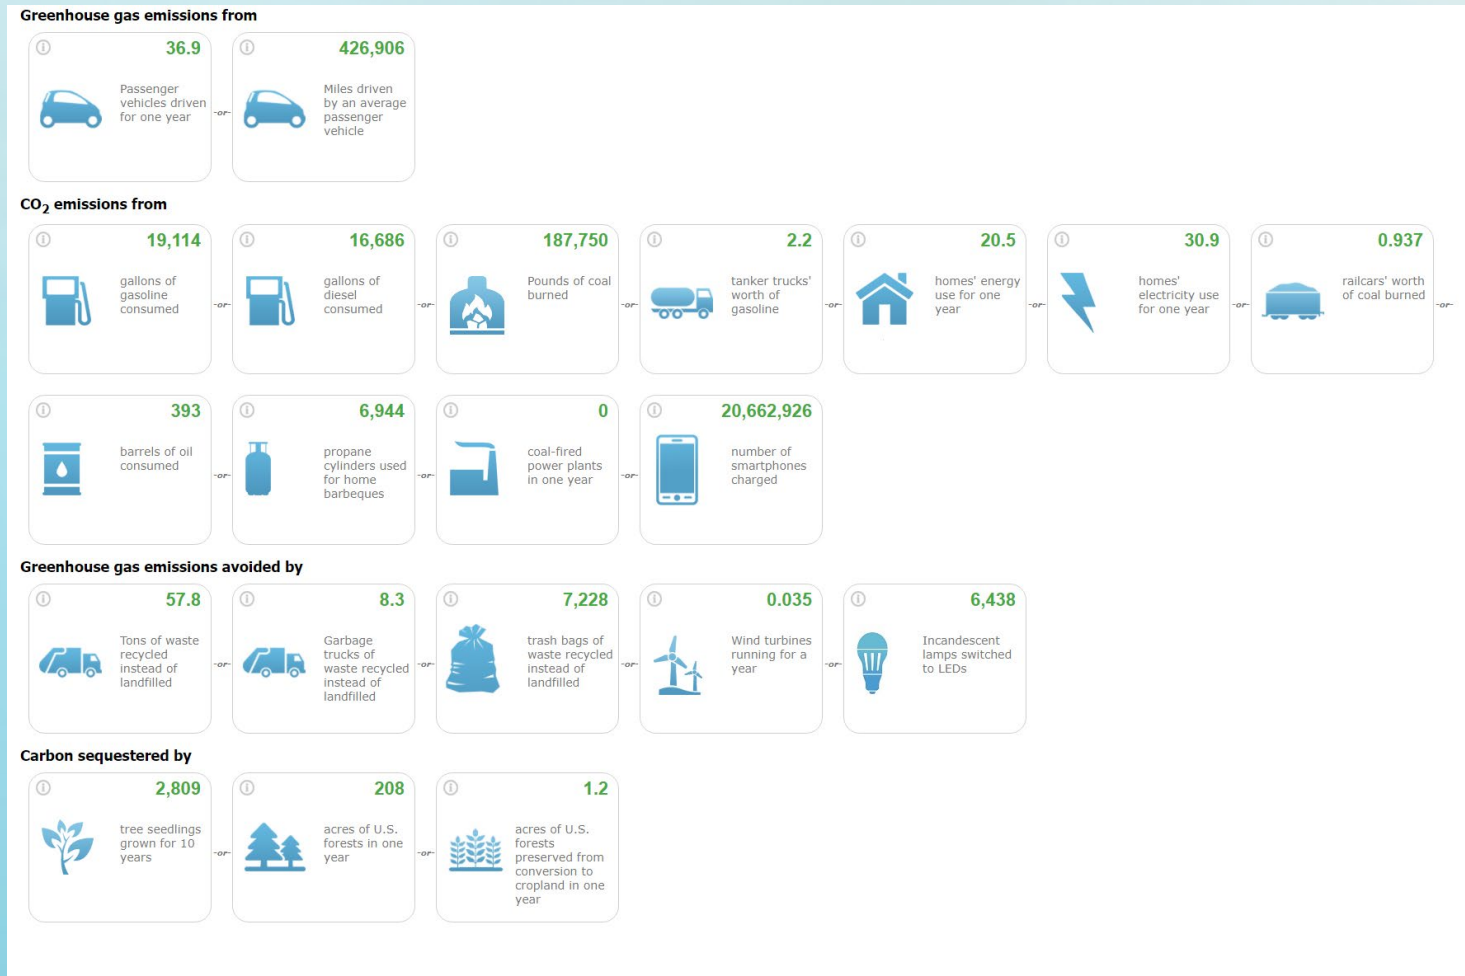 Greenhouse gas emissions from
36.9
Passenger
vehicles driven
for one year
-or-
426,906
Miles driven
by an average
passenger
vehicle
CO2 emissions from
19,114
gallons of
gasoline
consumed
-or-
16,686
gallons of
diesel
consumed
-or-
187,750
Pounds of coal
burned
-or-
2.2
tanker trucks'
worth of
gasoline
-or-
20.5
homes' energy
use for one
year
-or-
30.9
homes'
electricity use
for one year
-or-
0.937
railcars' worth
of coal burned
-or-
393
barrels of oil
consumed
-or-
6,944
propane
cylinders used
for home
barbeques
-or-
0
coal-fired
power plants
in one year
-or-
20,662,926
number of
smartphones
charged
Greenhouse gas emissions avoided by
57.8
Tons of waste
recycled
instead of
landfilled
-or-
8.3
Garbage
trucks of
waste recycled
instead of
landfilled
-or-
7,228
trash bags of
waste recycled
instead of
landfilled
-or-
0.035
Wind turbines
running for a
year
-or-
6,438
Incandescent
lamps switched
to LEDs
Carbon sequestered by
2,809
tree seedlings
grown for 10
years
-or-
208
acres of U.S.
forests in one
year
-or-
1.2
acres of U.S.
forests
preserved from
conversion to
cropland in one
year